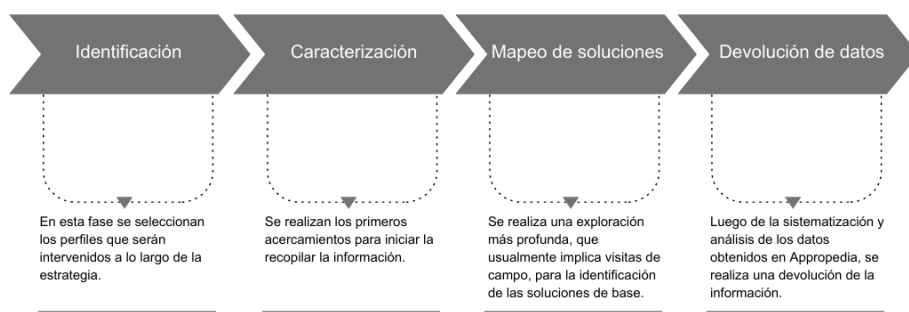 Identificación
Caracterización
Mapeo de soluciones
Devolución de datos
En esta fase se seleccionan
los perfiles que serán
intervenidos a lo largo de la
estrategia.
Se realizan los primeros
acercamientos para iniciar la
recopilar la información.
Se realiza una exploración
más profunda, que
usualmente implica visitas de
campo, para la identificación
de las soluciones de base.
Luego de la sistematización y
análisis de los datos
obtenidos en Appropedia, se
realiza una devolución de la
información.